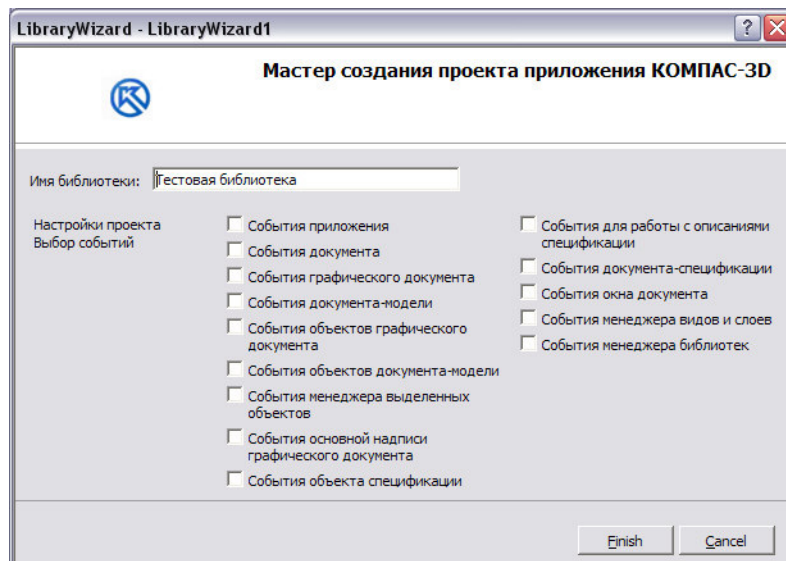 LibraryWizard - LibraryWizard1
Мастер создания проекта приложения КОМПАС-3D
Имя библиотеки:
Тестовая библиотека
Настройки проекта
Выбор событий
События приложения
События документа
События графического документа
События документа-модели
События объектов графического
документа
События объектов документа-модели
События менеджера выделенных
объектов
События основной надписи
графического документа
События объекта спецификации
События для работы с описаниями
спецификации
События документа-спецификации
События окна документа
События менеджера видов и слоев
События менеджера библиотек
Finish
Cancel